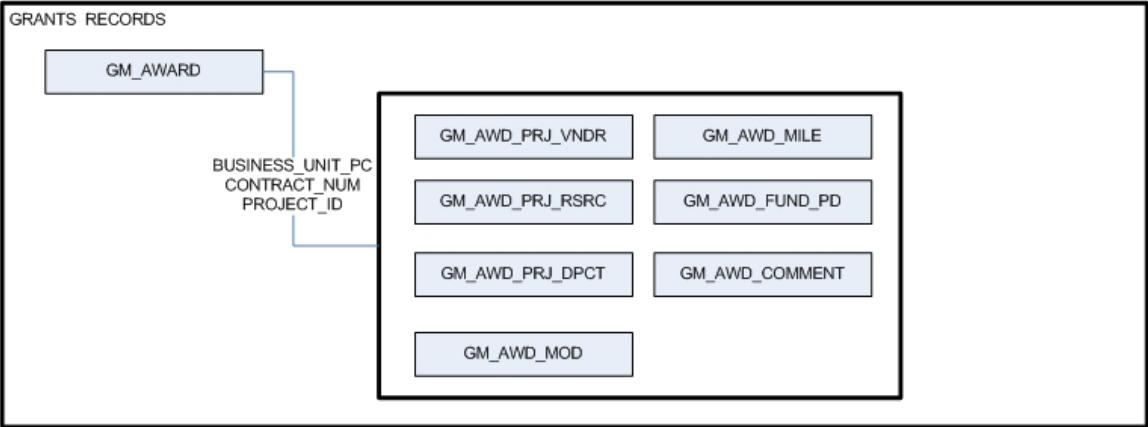 GRANTS RECORDS
GM_AWARD
BUSINESS_UNIT_PC
CONTRACT_NUM
PROJECT_ID
GM_AWD_PRJ_VNDR
GM_AWD_MILE
GM_AWD_PRJ_RSRC
GM_AWD_FUND_PD
GM_AWD_PRJ_DPCT
GM_AWD_COMMENT
GM_AWD_MOD